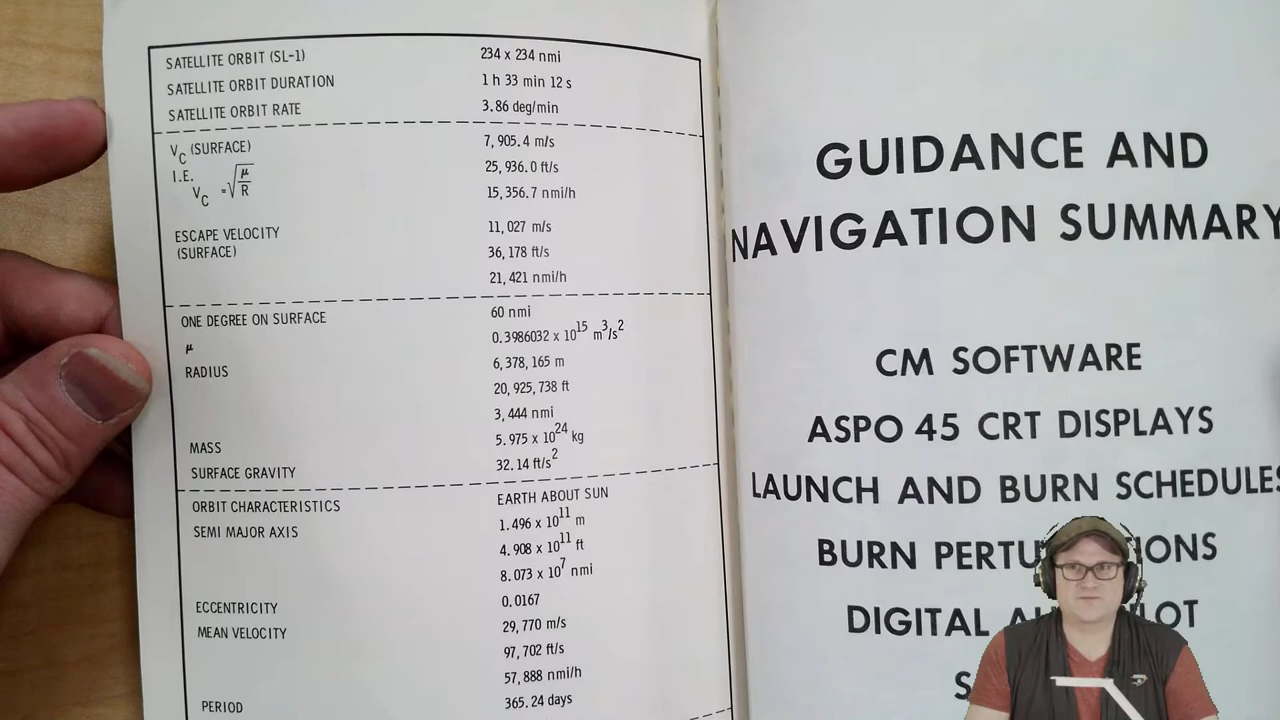 SATELLITE ORBIT (SL-1) 234 x 234 nmi
SATELLITE ORBIT DURATION 1 h 33 min 12 s
SATELLITE ORBIT RATE 3.86 deg/min
V_C (SURFACE) 7,905.4 m/s
I.E. 25,936.0 ft/s
V_C = √(μ/R) 15,356.7 nmi/h
ESCAPE VELOCITY 11,027 m/s
(SURFACE) 36,178 ft/s
21,421 nmi/h
ONE DEGREE ON SURFACE 60 nmi
μ 0.3986032 x 10^15 m^3/s^2
RADIUS 6,378,165 m
20,925,738 ft
3,444 nmi
MASS 5.975 x 10^24 kg
SURFACE GRAVITY 32.14 ft/s^2
ORBIT CHARACTERISTICS EARTH ABOUT SUN
SEMI MAJOR AXIS 1.496 x 10^11 m
4.908 x 10^11 ft
8.073 x 10^7 nmi
ECCENTRICITY 0.0167
MEAN VELOCITY 29,770 m/s
97,702 ft/s
57,888 nmi/h
PERIOD 365.24 days
GUIDANCE AND
NAVIGATION SUMMARY
CM SOFTWARE
ASPO 45 CRT DISPLAYS
LAUNCH AND BURN SCHEDULES
BURN
DIGITAL